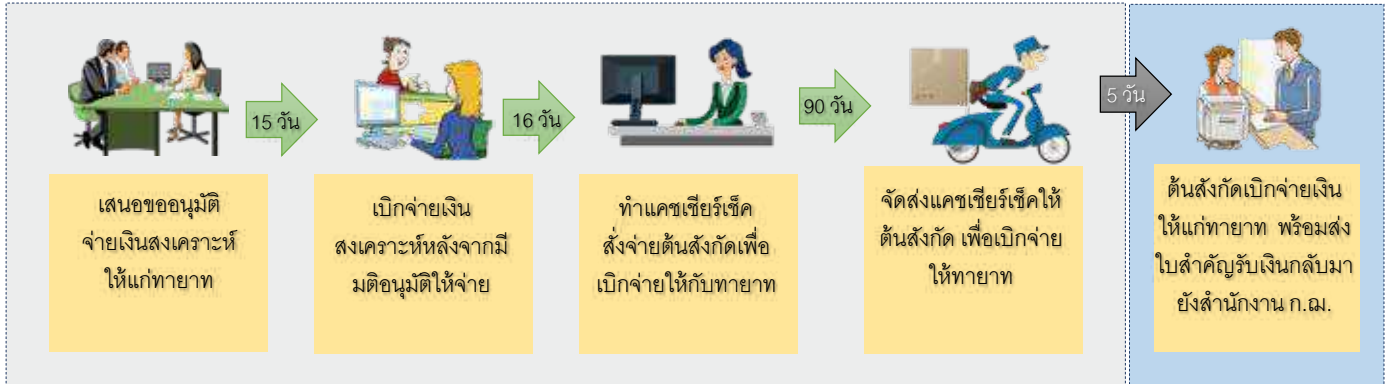 15 วัน
16 วัน
90 วัน
5 วัน
เสนอขออนุมัติ
จ่ายเงินสงเคราะห์
ให้แก่ทายาท
เบิกจ่ายเงิน
สงเคราะห์หลังจากมี
มติอนุมัติให้จ่าย
ทำแคชเชียร์เช็ค
สั่งจ่ายต้นสังกัดเพื่อ
เบิกจ่ายให้กับทายาท
จัดส่งแคชเชียร์เช็คให้
ต้นสังกัด เพื่อเบิกจ่าย
ให้ทายาท
ต้นสังกัดเบิกจ่ายเงิน
ให้แก่ทายาท พร้อมส่ง
ใบสำคัญรับเงินกลับมา
ยังสำนักงาน ก.ฌ.